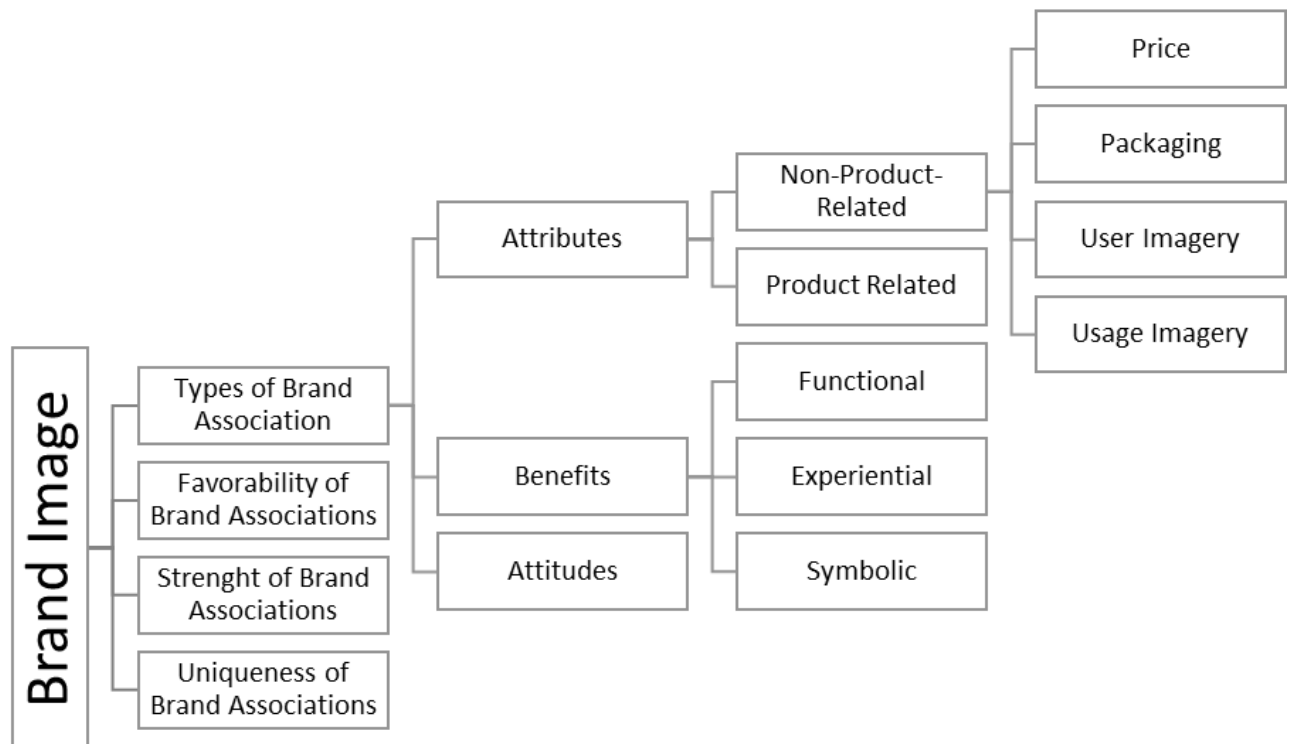 Brand Image
Types of Brand
Association
Favorability of
Brand Associations
Strenght of Brand
Associations
Uniqueness of
Brand Associations
Attributes
Benefits
Attitudes
Non-Product-
Related
Product Related
Functional
Experiential
Symbolic
Price
Packaging
User Imagery
Usage Imagery